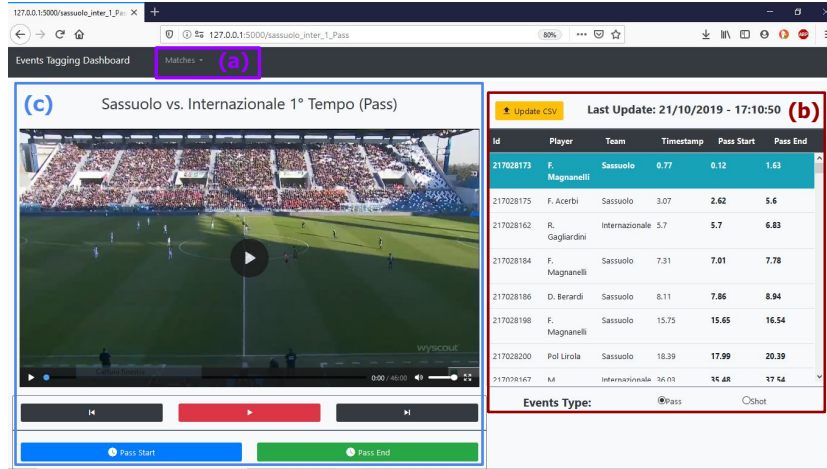 127.0.0.1:5000/sassuolo_inter_1_Pas
127.0.0.1:5000/sassuolo_inter_1_Pass
80%
ABP
Events Tagging Dashboard
Matches
(a)
(c)
Sassuolo vs. Internazionale 1° Tempo (Pass)
wyscout
0:00 / 46:00
Pass Start
Pass End
Update CSV
Last Update: 21/10/2019 - 17:10:50
(b)
Id Player Team Timestamp Pass Start Pass End
217028173 F. Magnanelli Sassuolo 0.77 0.12 1.63
217028175 F. Acerbi Sassuolo 3.07 2.62 5.6
217028162 R. Gagliardini Internazionale 5.7 5.7 6.83
217028184 F. Magnanelli Sassuolo 7.31 7.01 7.78
217028186 D. Berardi Sassuolo 8.11 7.86 8.94
217028198 F. Magnanelli Sassuolo 15.75 15.65 16.54
217028200 Pol Lirola Sassuolo 18.39 17.99 20.39
217028167 M. Internazionale 36.03 35.48 37.54
Events Type:
Pass
Shot